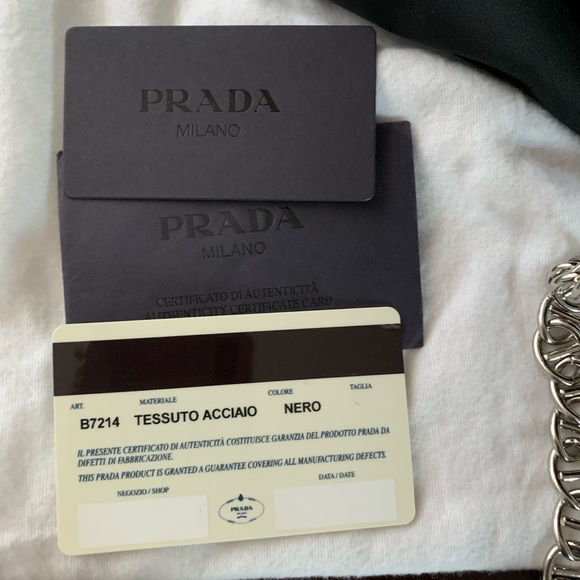 PRADA
MILANO
PRADA
MILANO
CERTIFICATO DI AUTENTICITÀ
AUTHENTICITY CERTIFICATE CARD
ART. MATERIALE COLORE TAGLIA
B7214 TESSUTO ACCIAIO NERO
IL PRESENTE CERTIFICATO DI AUTENTICITÀ COSTITUISCE GARANZIA DEL PRODOTTO PRADA DA
DIFETTI DI FABBRICAZIONE.
THIS PRADA PRODUCT IS GRANTED A GUARANTEE COVERING ALL MANUFACTURING DEFECTS.
NEGOZIO / SHOP DATA / DATE
PRADA
MILANO